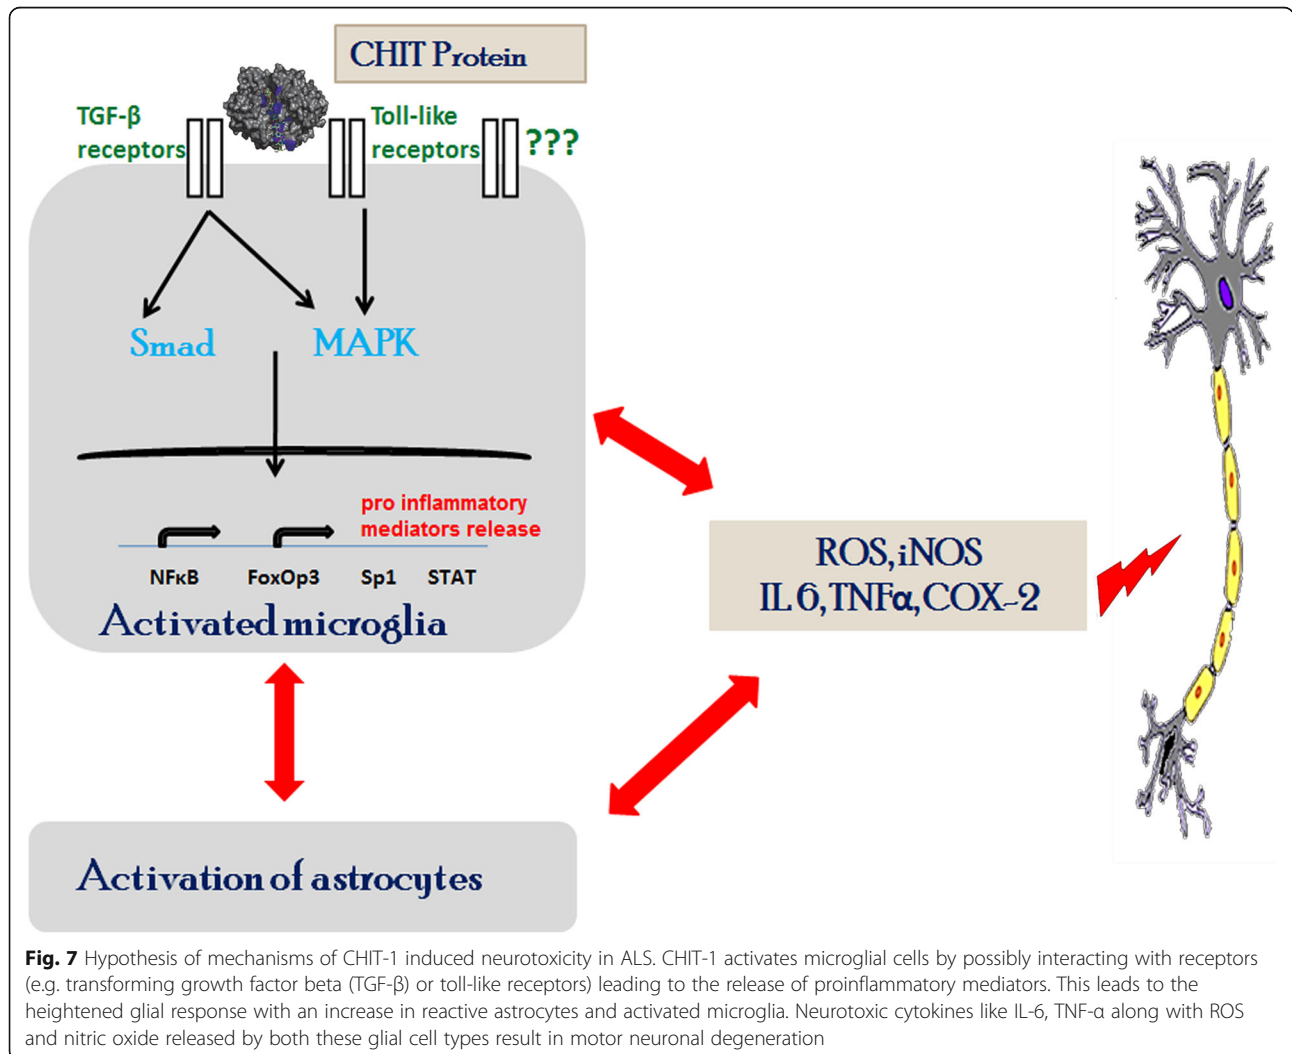 CHIT Protein
TGF-β
receptors
Toll-like
receptors
???
Smad
MAPK
pro inflammatory
mediators release
NFκB
FoxOp3
Sp1
STAT
Activated microglia
ROS, iNOS
IL 6, TNFα, COX-2
Activation of astrocytes
Fig. 7 Hypothesis of mechanisms of CHIT-1 induced neurotoxicity in ALS. CHIT-1 activates microglial cells by possibly interacting with receptors
(e.g. transforming growth factor beta (TGF-β) or toll-like receptors) leading to the release of proinflammatory mediators. This leads to the
heightened glial response with an increase in reactive astrocytes and activated microglia. Neurotoxic cytokines like IL-6, TNF-α along with ROS
and nitric oxide released by both these glial cell types result in motor neuronal degeneration